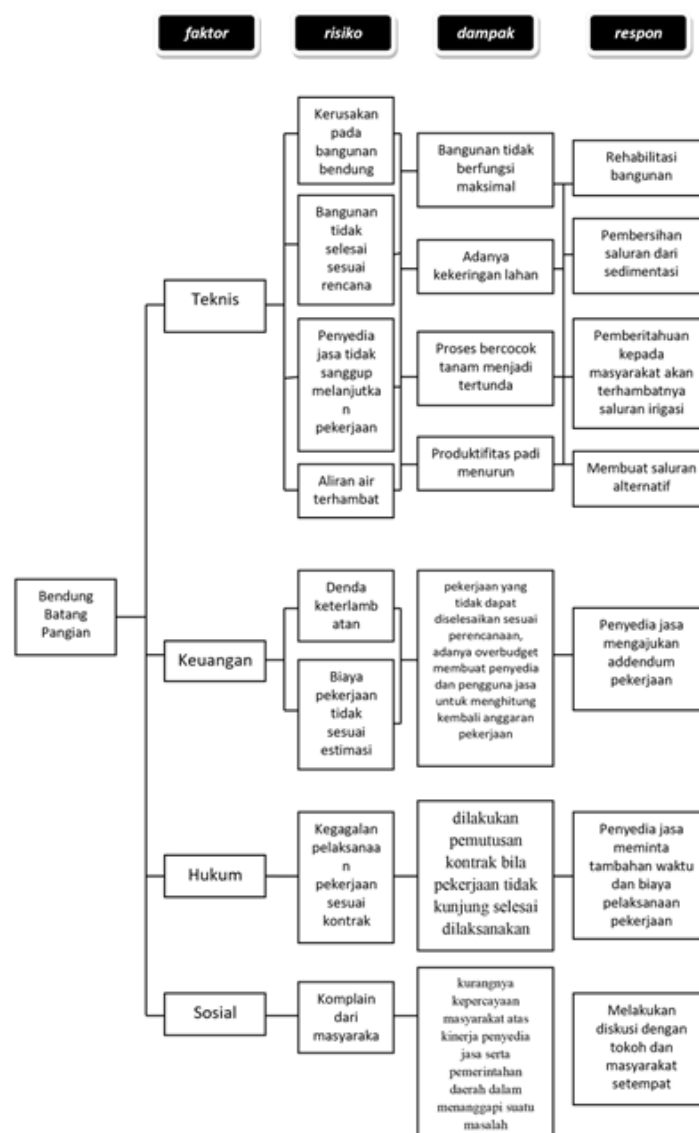 faktor
risiko
dampak
respon
Kerusakan
pada
bangunan
bendung
Bangunan
tidak
selesai
sesuai
rencana
Penyedia
jasa tidak
sanggup
melanjutka
n
pekerjaan
Aliran air
terhambat
Bangunan tidak
berfungsi
maksimal
Adanya
kekeringan lahan
Proses bercocok
tanam menjadi
tertunda
Produktifitas padi
menurun
Rehabilitasi
bangunan
Pembersihan
saluran dari
sedimentasi
Pemberitahuan
kepada
masyarakat akan
terhambatnya
saluran irigasi
Membuat saluran
alternatif
Teknis
Bendung
Batang
Pangian
Keuangan
Denda
keterlamb
atan
Biaya
pekerjaan
tidak
sesuai
estimasi
pekerjaan yang
tidak dapat
diselesaikan sesuai
perencanaan,
adanya overbudget
membuat penyedia
dan pengguna jasa
untuk menghitung
kembali anggaran
pekerjaan
Penyedia jasa
mengajukan
addendum
pekerjaan
Hukum
Kegagalan
pelaksanaa
n
pekerjaan
sesuai
kontrak
dilakukan
pemutusan
kontrak bila
pekerjaan tidak
kunjung selesai
dilaksanakan
Penyedia jasa
meminta
tambahan waktu
dan biaya
pelaksanaan
pekerjaan
Sosial
Komplain
dari
masyaraka
kurangnya
kepercayaan
masyarakat atas
kinerja penyedia
jasa serta
pemerintahan
daerah dalam
menanggapi suatu
masalah
Melakukan
diskusi dengan
tokoh dan
masyarakat
setempat